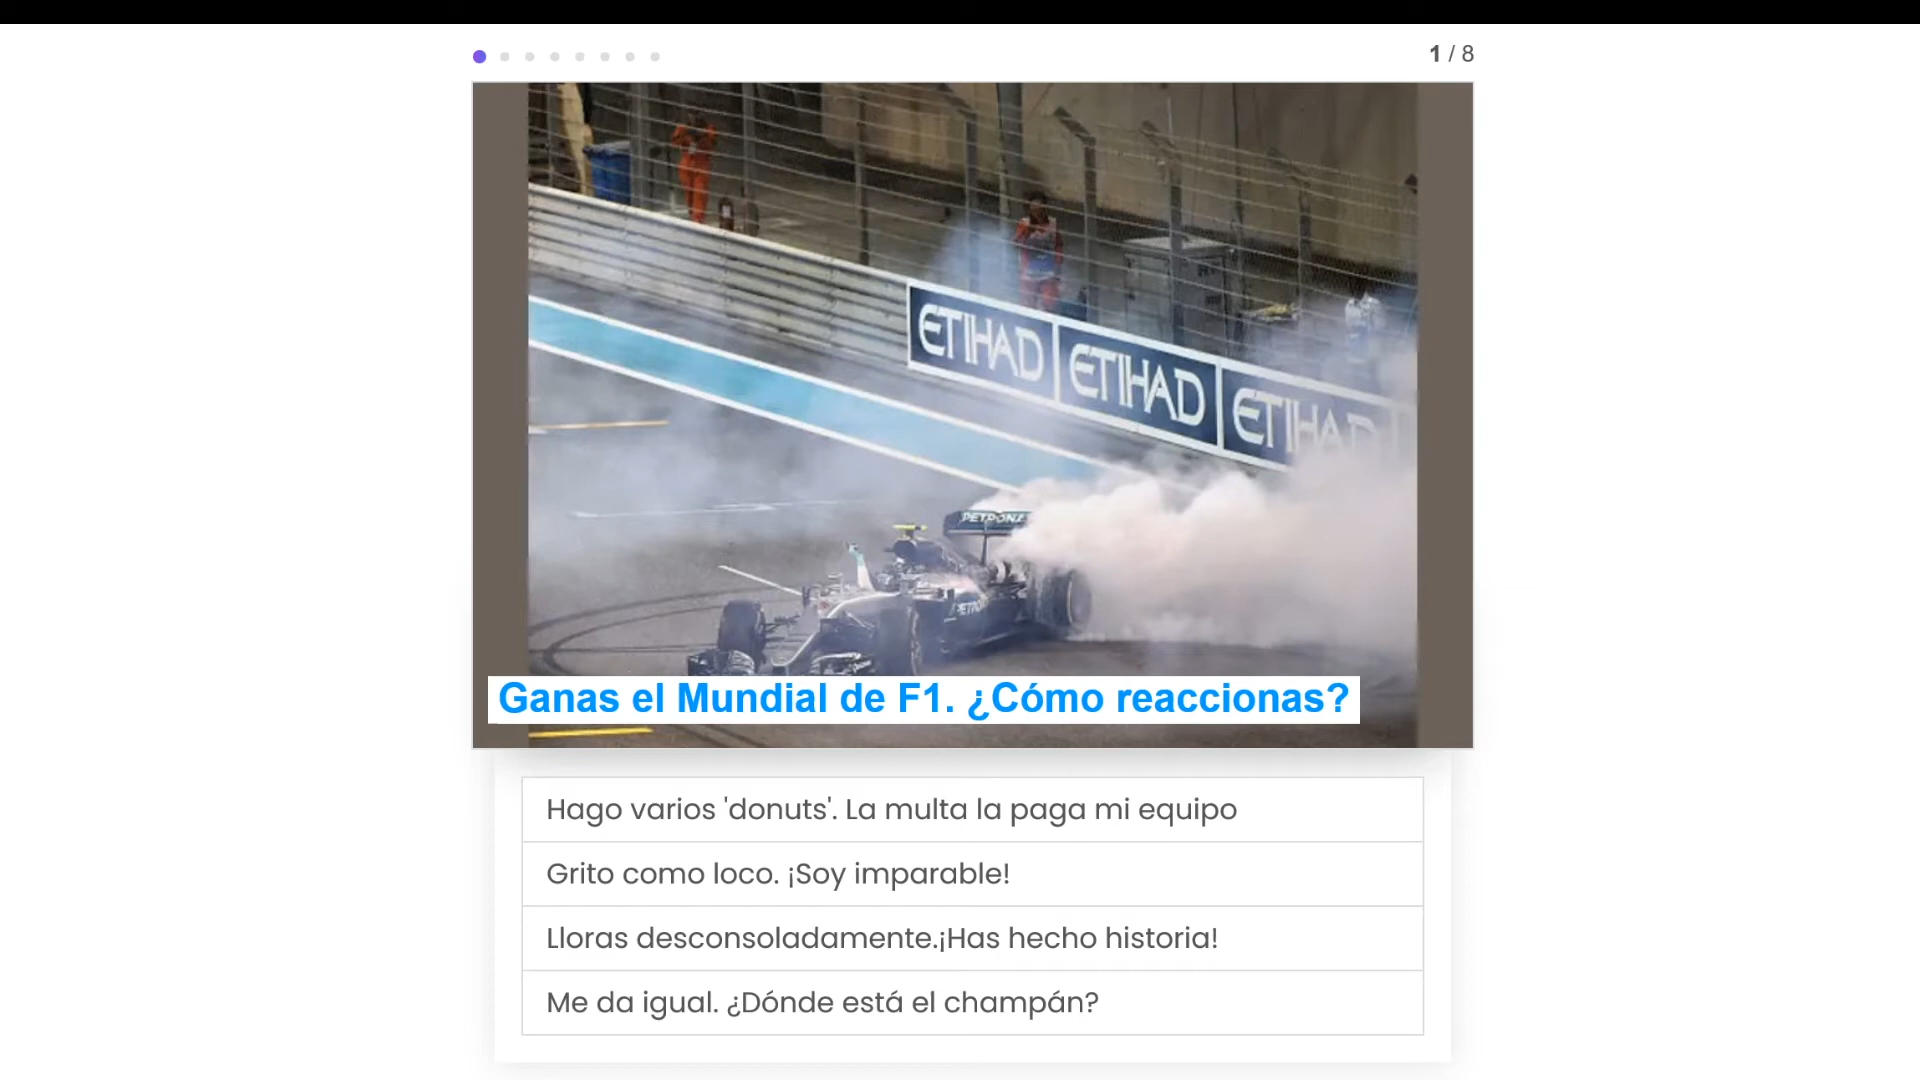 1 / 8
ETIHAD
ETIHAD
ETIHAD
PETRONAS
Ganas el Mundial de F1. ¿Cómo reaccionas?
Hago varios 'donuts'. La multa la paga mi equipo
Grito como loco. ¡Soy imparable!
Lloras desconsoladamente.¡Has hecho historia!
Me da igual. ¿Dónde está el champán?